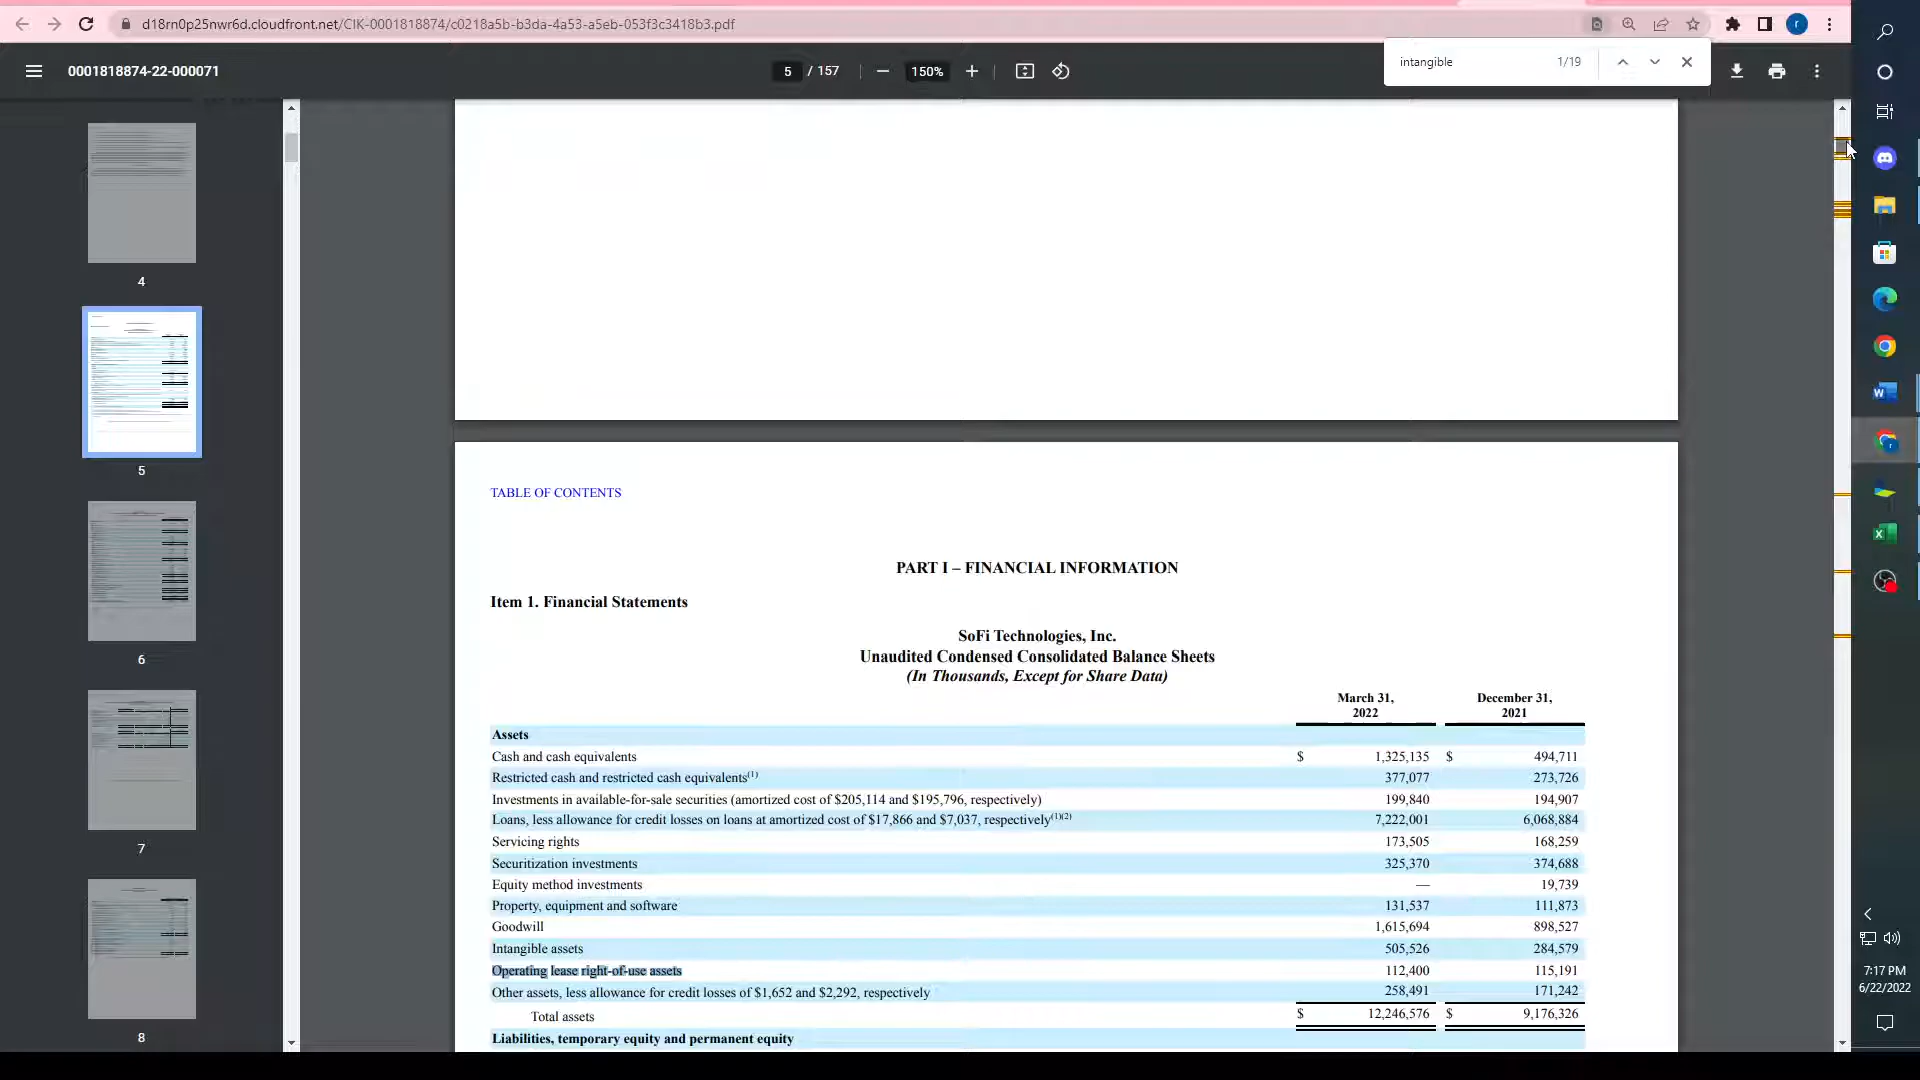 d18rn0p25nwr6d.cloudfront.net/CIK-0001818874/c0218a5b-b3da-4a53-a5eb-053f3c3418b3.pdf
r
0001818874-22-000071
5 / 157
150%
intangible 1/19
4
5
6
7
8
TABLE OF CONTENTS
PART I – FINANCIAL INFORMATION
Item 1. Financial Statements
SoFi Technologies, Inc.
Unaudited Condensed Consolidated Balance Sheets
(In Thousands, Except for Share Data)
March 31, December 31,
2022 2021
Assets
Cash and cash equivalents $ 1,325,135 $ 494,711
Restricted cash and restricted cash equivalents(1) 377,077 273,726
Investments in available-for-sale securities (amortized cost of $205,114 and $195,796, respectively) 199,840 194,907
Loans, less allowance for credit losses on loans at amortized cost of $17,866 and $7,037, respectively(1)(2) 7,222,001 6,068,884
Servicing rights 173,505 168,259
Securitization investments 325,370 374,688
Equity method investments — 19,739
Property, equipment and software 131,537 111,873
Goodwill 1,615,694 898,527
Intangible assets 505,526 284,579
Operating lease right-of-use assets 112,400 115,191
Other assets, less allowance for credit losses of $1,652 and $2,292, respectively 258,491 171,242
Total assets $ 12,246,576 $ 9,176,326
Liabilities, temporary equity and permanent equity
7:17 PM
6/22/2022